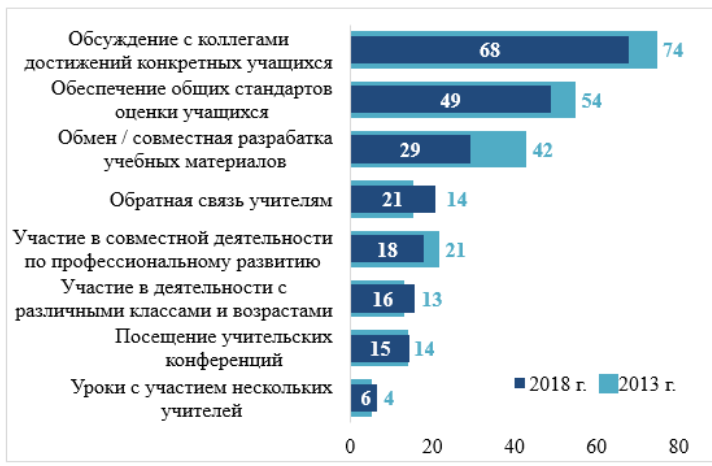 Обсуждение с коллегами
достижений конкретных учащихся
68
74
Обеспечение общих стандартов
оценки учащихся
49
54
Обмен / совместная разрабатка
учебных материалов
29
42
Обратная связь учителям
21
14
Участие в совместной деятельности
по профессиональному развитию
18
21
Участие в деятельности с
различными классами и возрастами
16
13
Посещение учительских
конференций
15
14
Уроки с участием нескольких
учителей
6
4
2018 г.
2013 г.
0
20
40
60
80